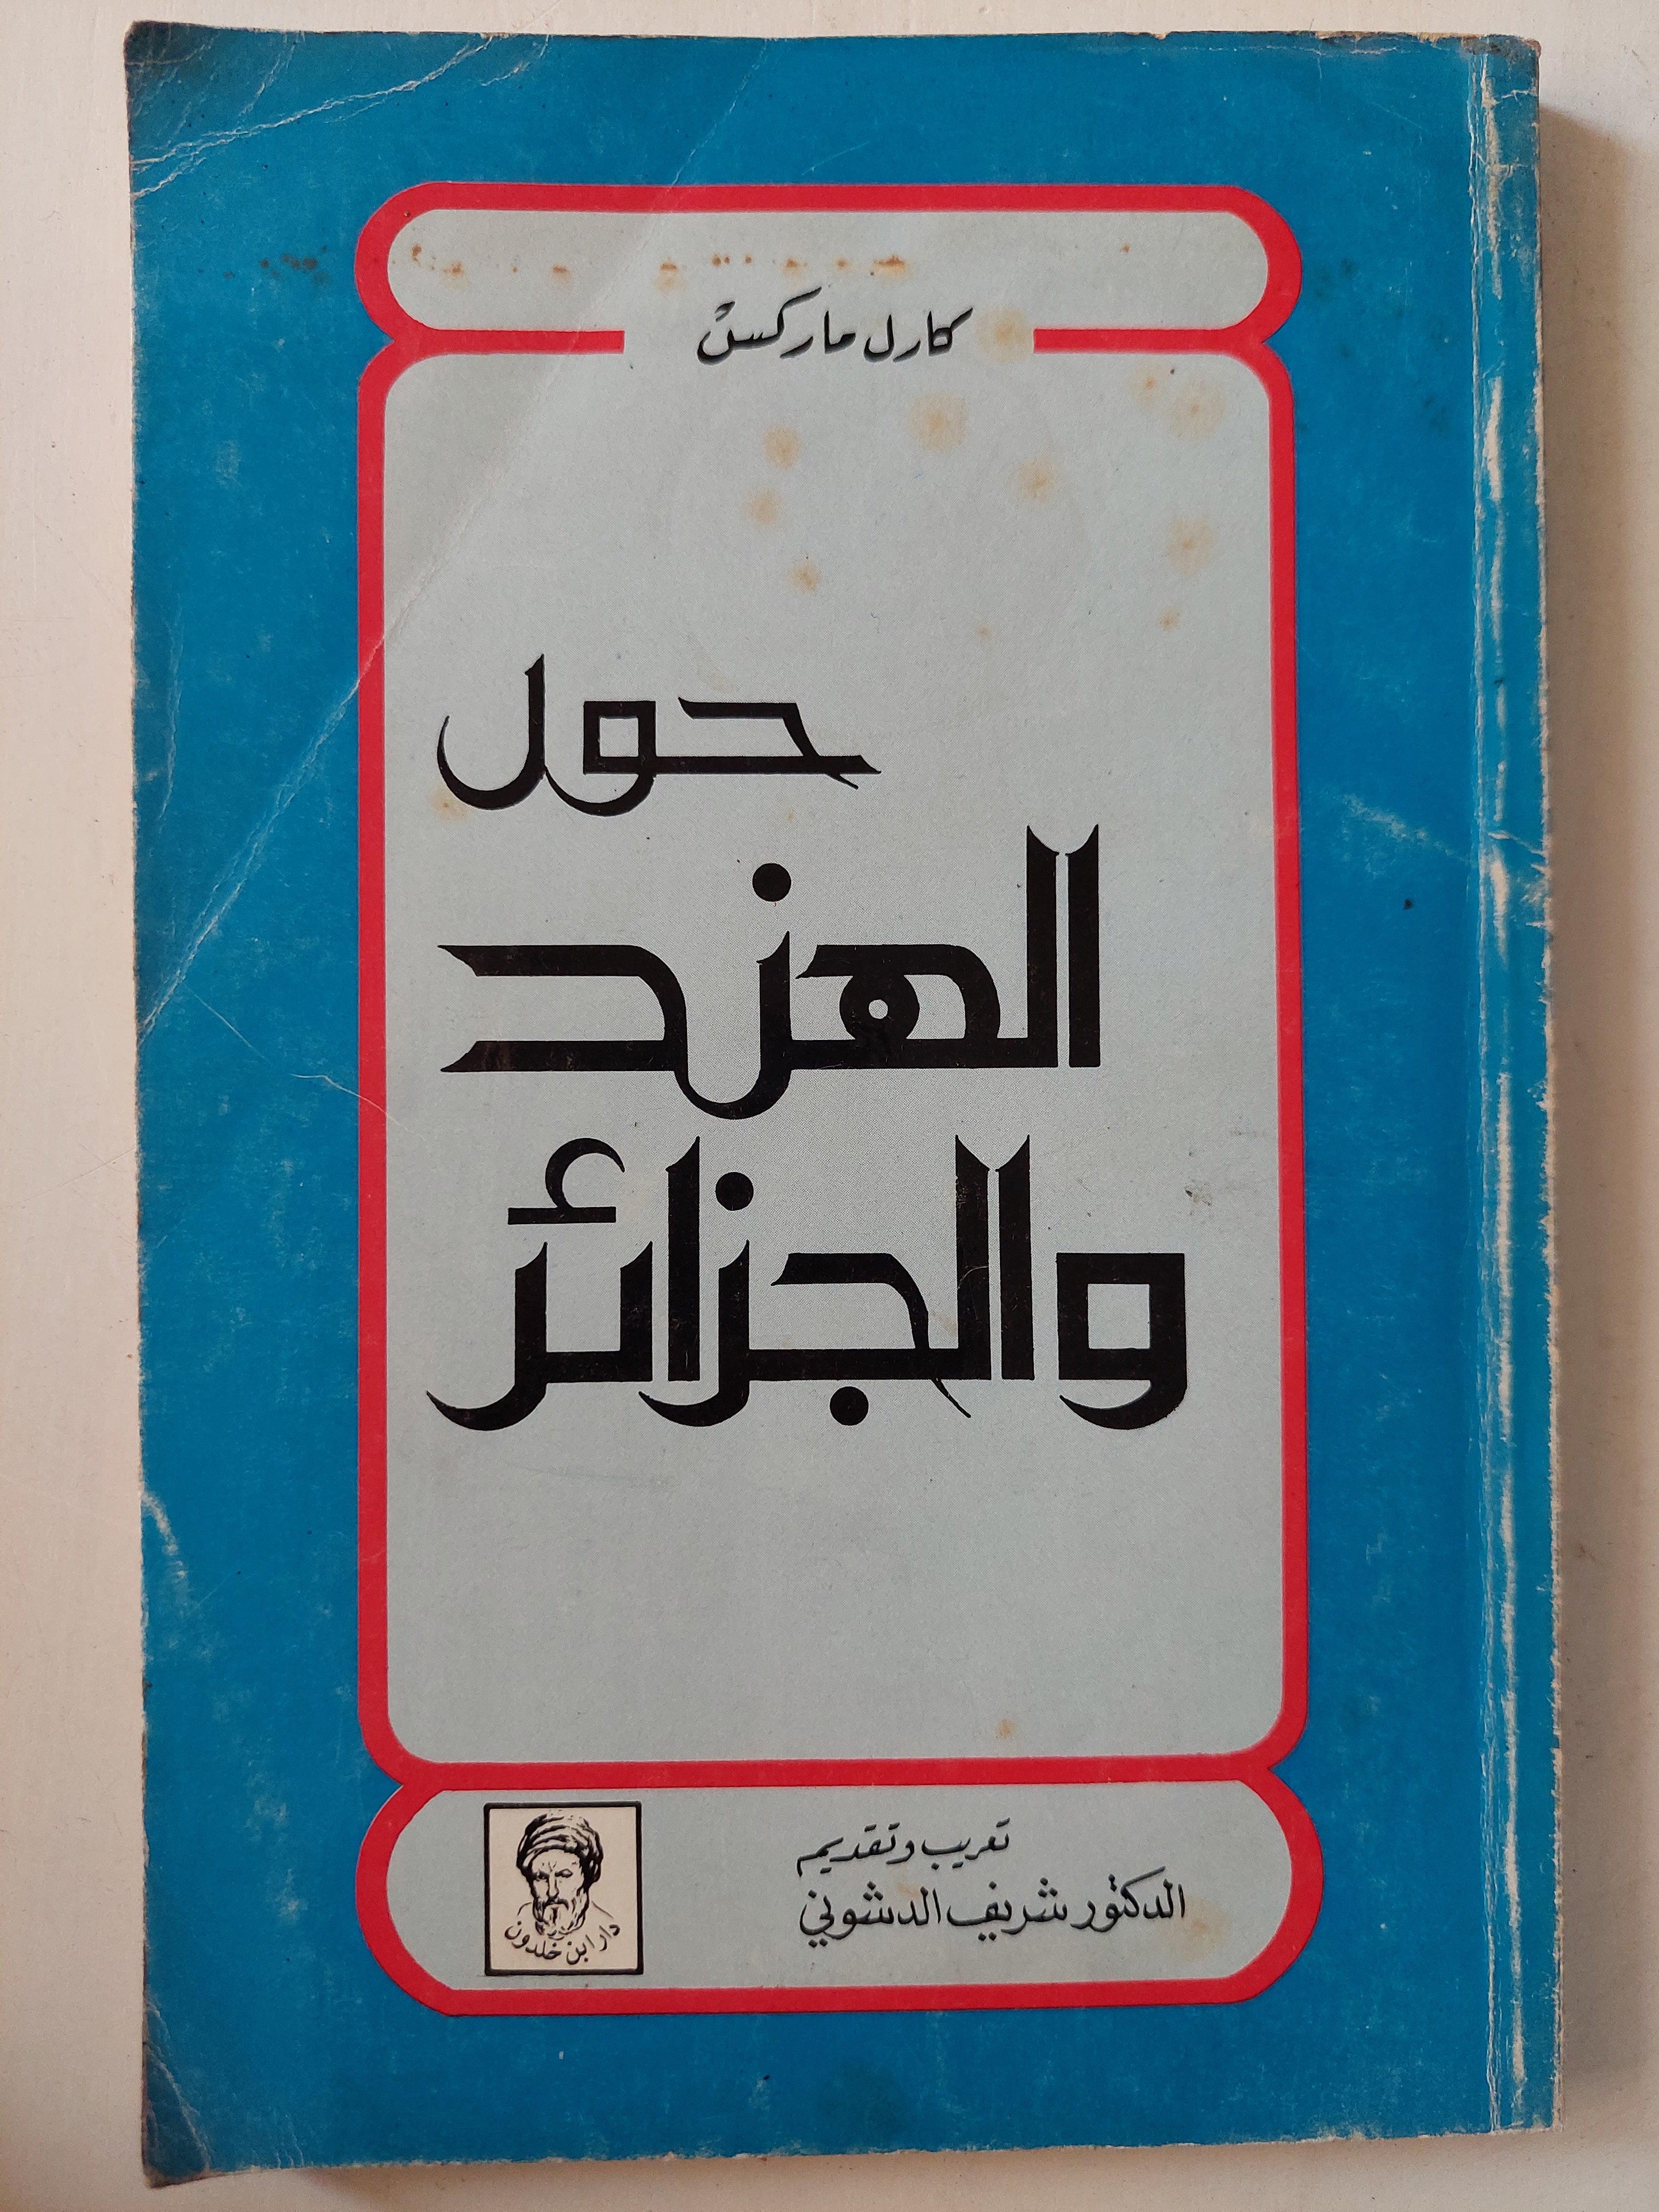 كارل ماركس
حول
الهند
والجزائر
تعريب وتقديم
الدكتور شريف الدشوني
دار ابن خلدون